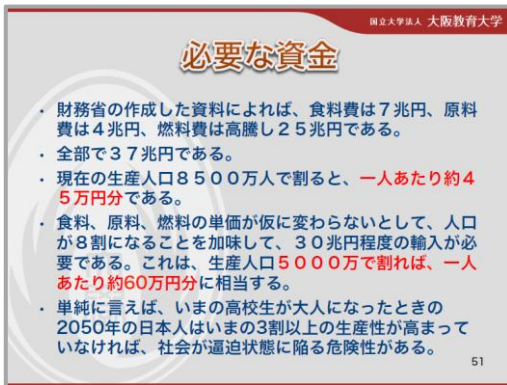 国立大学法人 大阪教育大学
必要な資金
・ 財務省の作成した資料によれば、食料費は７兆円、原料
費は４兆円、燃料費は高騰し２５兆円である。
・ 全部で３７兆円である。
・ 現在の生産人口８５００万人で割ると、一人あたり約４
５万円分である。
・ 食料、原料、燃料の単価が仮に変わらないとして、人口
が８割になることを加味して、３０兆円程度の輸入が必
要である。これは、生産人口５０００万で割れば、一人
あたり約60万円分に相当する。
・ 単純に言えば、いまの高校生が大人になったときの
2050年の日本人はいまの3割以上の生産性が高まって
いなければ、社会が逼迫状態に陥る危険性がある。
51